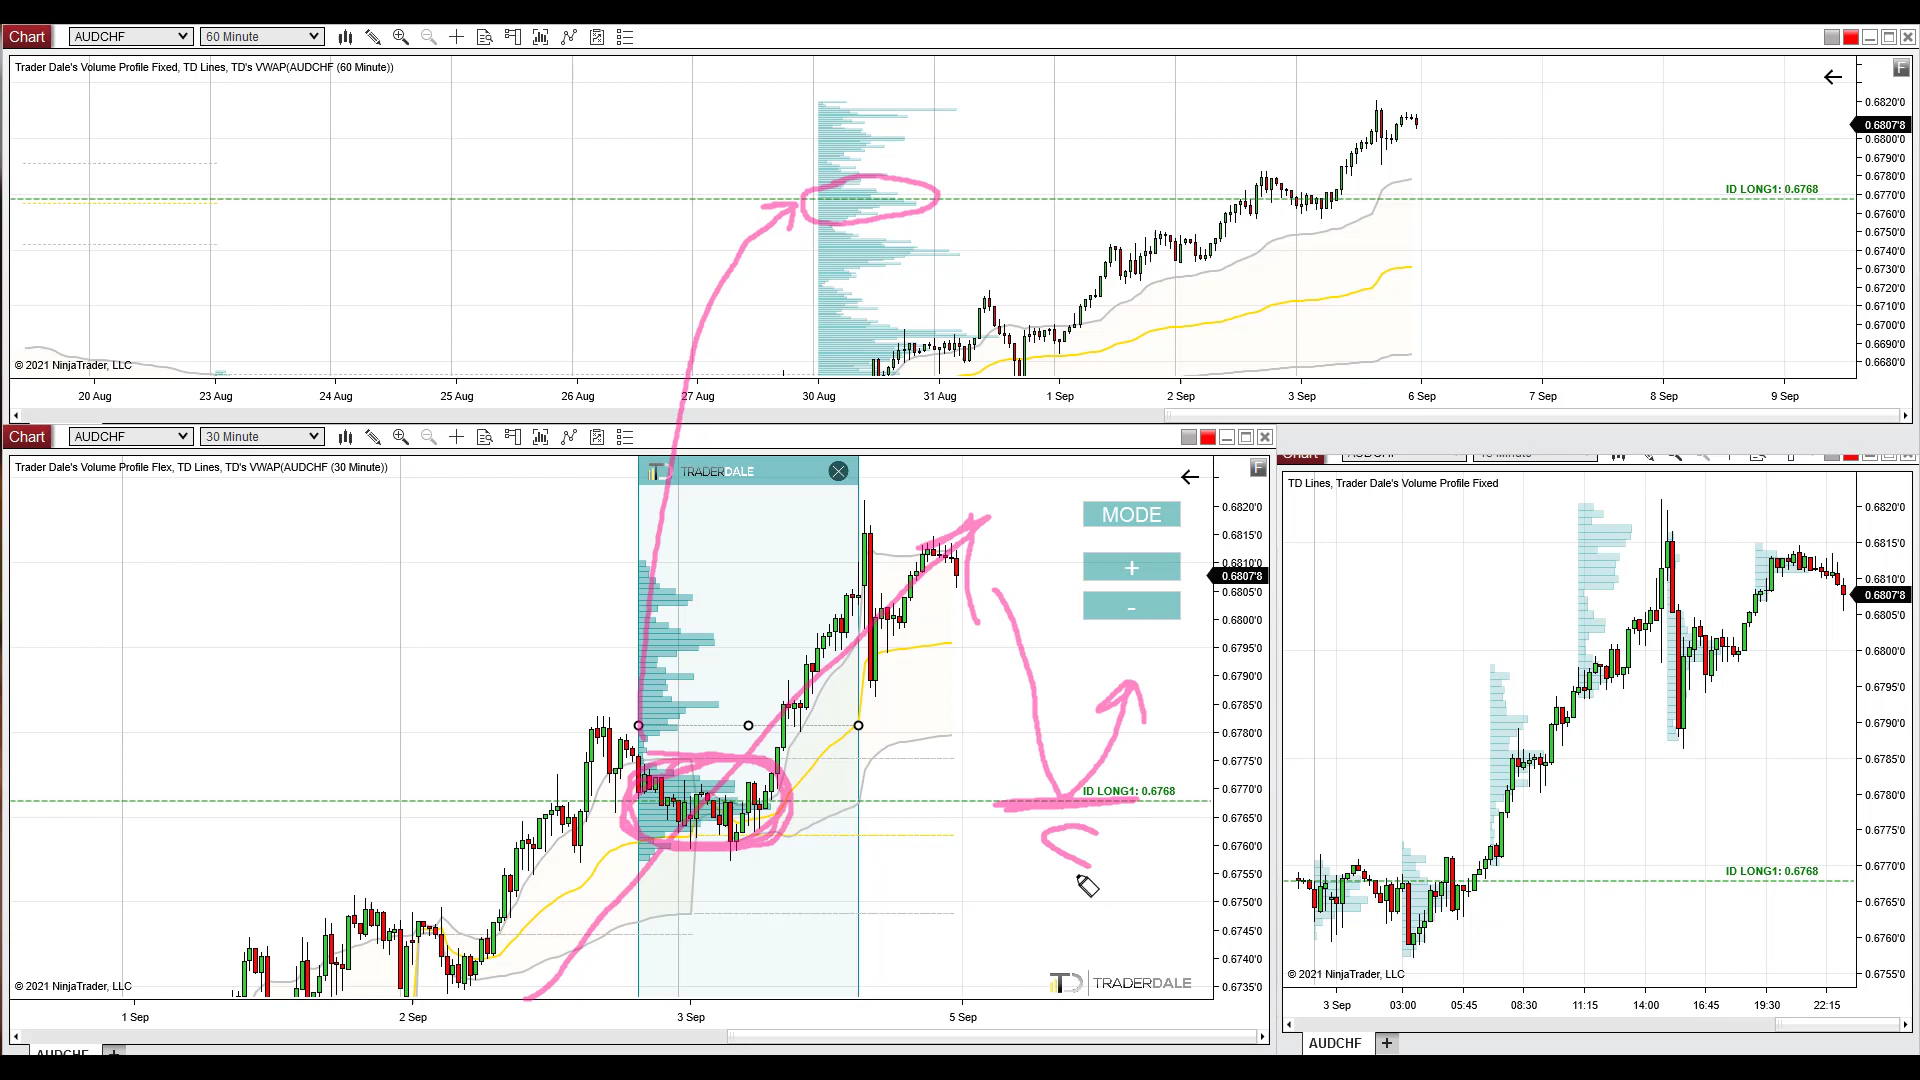 Chart AUDCHF 60 Minute
Trader Dale's Volume Profile Fixed, TD Lines, TD's VWAP(AUDCHF (60 Minute))
F
0.6820'0
0.6807'8
0.6800'0
0.6790'0
0.6780'0
ID LONG1: 0.6768
0.6770'0
0.6760'0
0.6750'0
0.6740'0
0.6730'0
0.6720'0
0.6710'0
0.6700'0
0.6690'0
0.6680'0
© 2021 NinjaTrader, LLC
20 Aug 23 Aug 24 Aug 25 Aug 26 Aug 27 Aug 30 Aug 31 Aug 1 Sep 2 Sep 3 Sep 6 Sep 7 Sep 8 Sep 9 Sep
Chart AUDCHF 30 Minute
Trader Dale's Volume Profile Flex, TD Lines, TD's VWAP(AUDCHF (30 Minute))
TRADERDALE
F
MODE
+
-
0.6820'0
0.6815'0
0.6810'0
0.6807'8
0.6805'0
0.6800'0
0.6795'0
0.6790'0
0.6785'0
0.6780'0
0.6775'0
ID LONG1: 0.6768
0.6770'0
0.6765'0
0.6760'0
0.6755'0
0.6750'0
0.6745'0
0.6740'0
0.6735'0
© 2021 NinjaTrader, LLC
TRADERDALE
1 Sep 2 Sep 3 Sep 5 Sep
AUDCHF +
TD Lines, Trader Dale's Volume Profile Fixed
0.6820'0
0.6815'0
0.6810'0
0.6807'8
0.6805'0
0.6800'0
0.6795'0
0.6790'0
0.6785'0
0.6780'0
0.6775'0
ID LONG1: 0.6768
0.6770'0
0.6765'0
0.6760'0
0.6755'0
© 2021 NinjaTrader, LLC
3 Sep 03:00 05:45 08:30 11:15 14:00 16:45 19:30 22:15
AUDCHF +